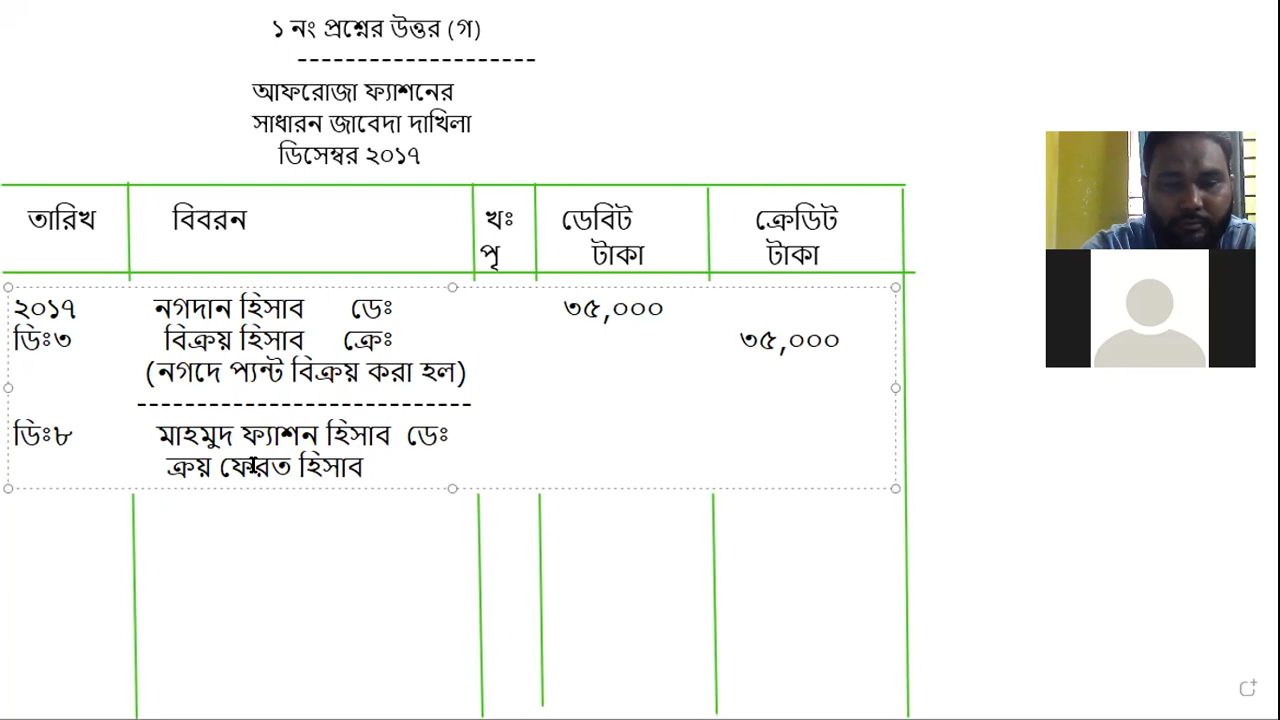 ১ নং প্রশ্নের উত্তর (গ)
--------------------
আফরোজা ফ্যাশনের
সাধারন জাবেদা দাখিলা
ডিসেম্বর ২০১৭
তারিখ বিবরন খঃ ডেবিট ক্রেডিট
পৃ টাকা টাকা
২০১৭ নগদান হিসাব ডেঃ ৩৫,০০০
ডিঃ৩ বিক্রয় হিসাব ক্রেঃ ৩৫,০০০
(নগদে প্যন্ট বিক্রয় করা হল)
----------------------------
ডিঃ৮ মাহমুদ ফ্যাশন হিসাব ডেঃ
ক্রয় ফেরত হিসাব